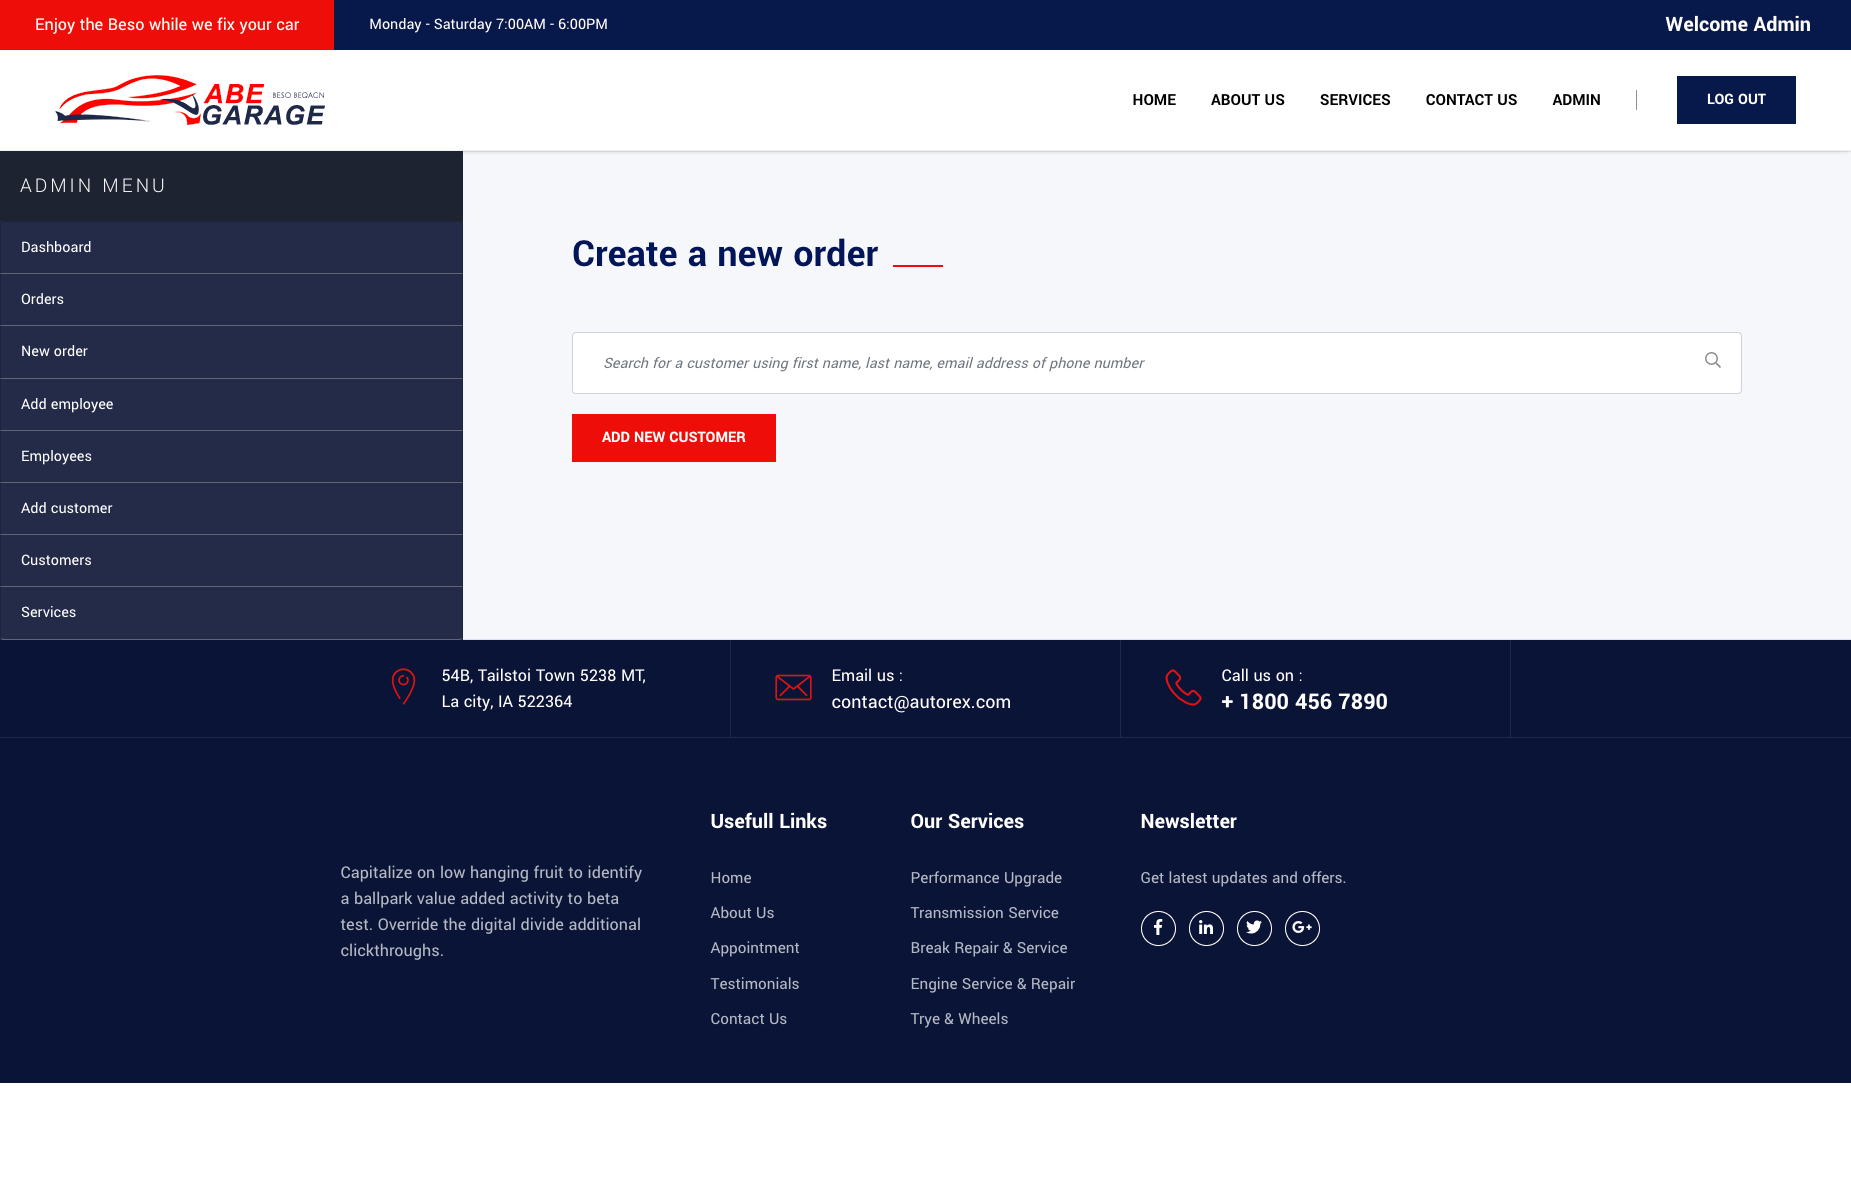 Enjoy the Beso while we fix your car
Monday - Saturday 7:00AM - 6:00PM
Welcome Admin
ABE
BESO BEQACN
GARAGE
HOME
ABOUT US
SERVICES
CONTACT US
ADMIN
LOG OUT
ADMIN MENU
Dashboard
Orders
New order
Add employee
Employees
Add customer
Customers
Services
Create a new order
Search for a customer using first name, last name, email address of phone number
ADD NEW CUSTOMER
54B, Tailstoi Town 5238 MT,
La city, IA 522364
Email us :
contact@autorex.com
Call us on :
+ 1800 456 7890
Capitalize on low hanging fruit to identify
a ballpark value added activity to beta
test. Override the digital divide additional
clickthroughs.
Usefull Links
Home
About Us
Appointment
Testimonials
Contact Us
Our Services
Performance Upgrade
Transmission Service
Break Repair & Service
Engine Service & Repair
Trye & Wheels
Newsletter
Get latest updates and offers.